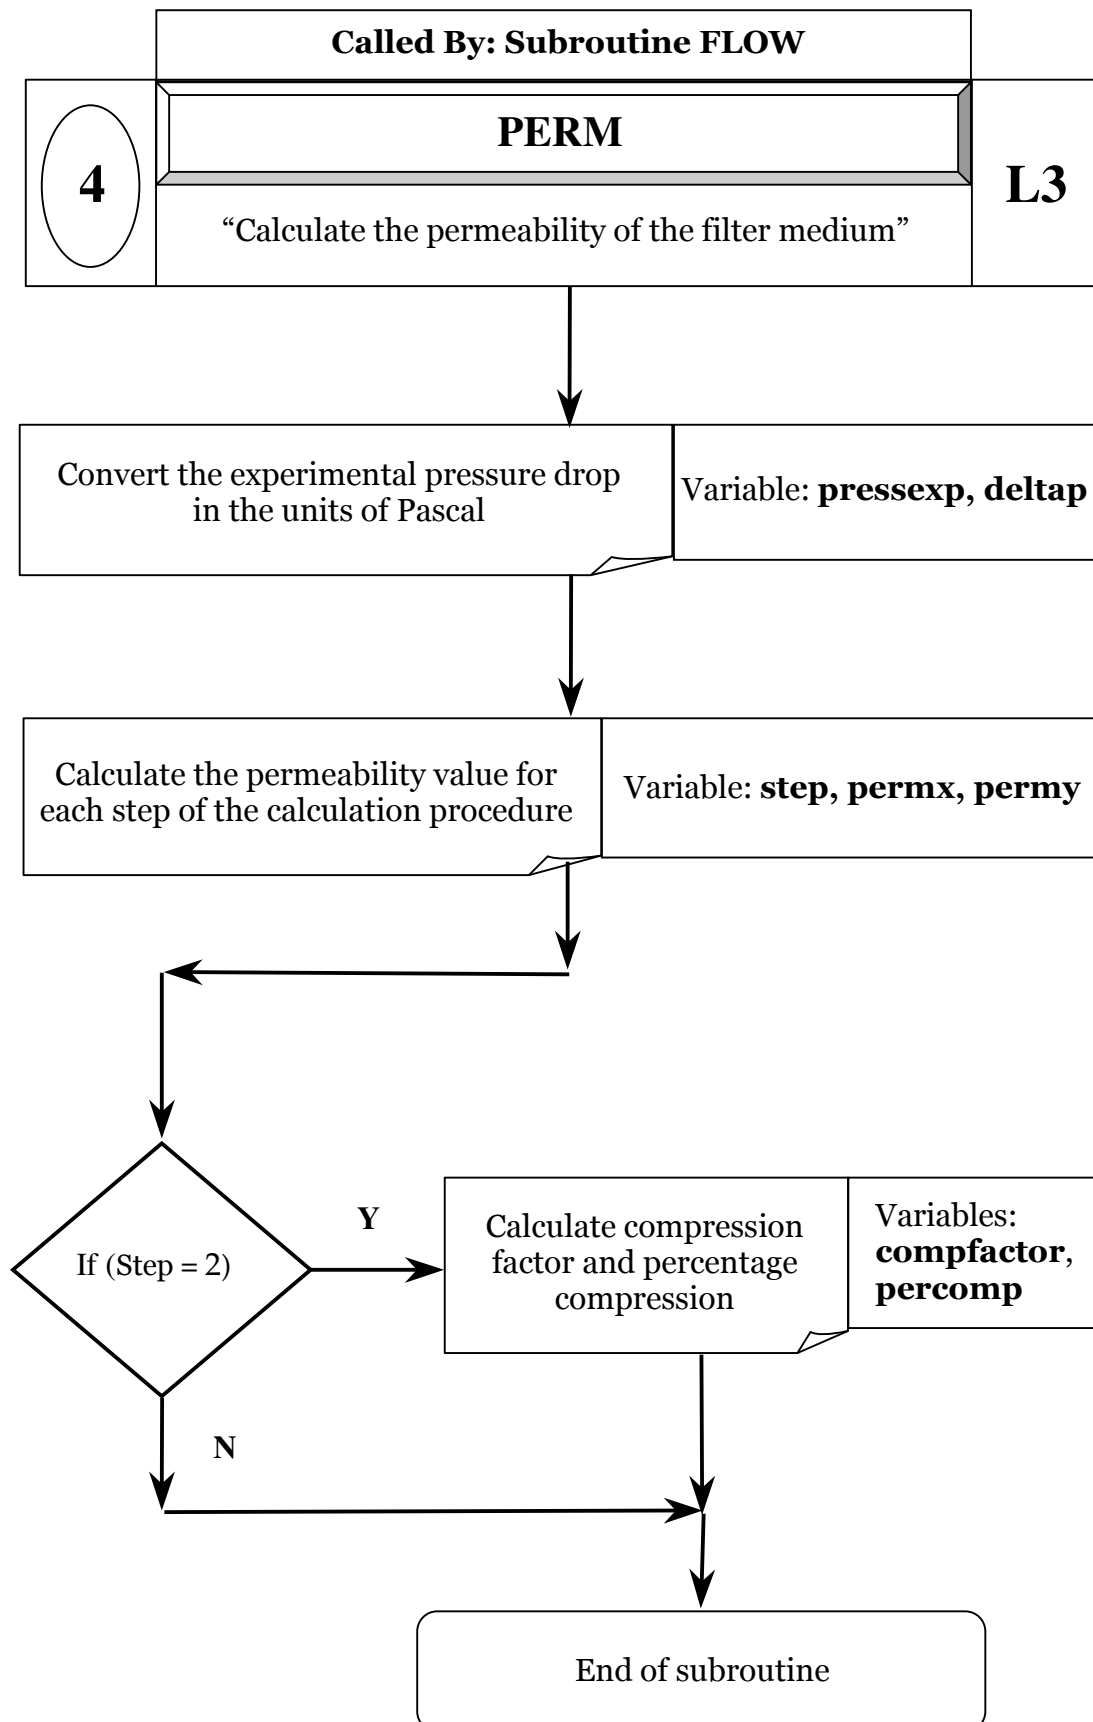 Called By: Subroutine FLOW
PERM
4
L3
“Calculate the permeability of the filter medium”
Convert the experimental pressure drop
in the units of Pascal
Variable: pressexp, deltap
Calculate the permeability value for
each step of the calculation procedure
Variable: step, permx, permy
If (Step = 2)
Y
Calculate compression
factor and percentage
compression
Variables:
compfactor,
percomp
N
End of subroutine